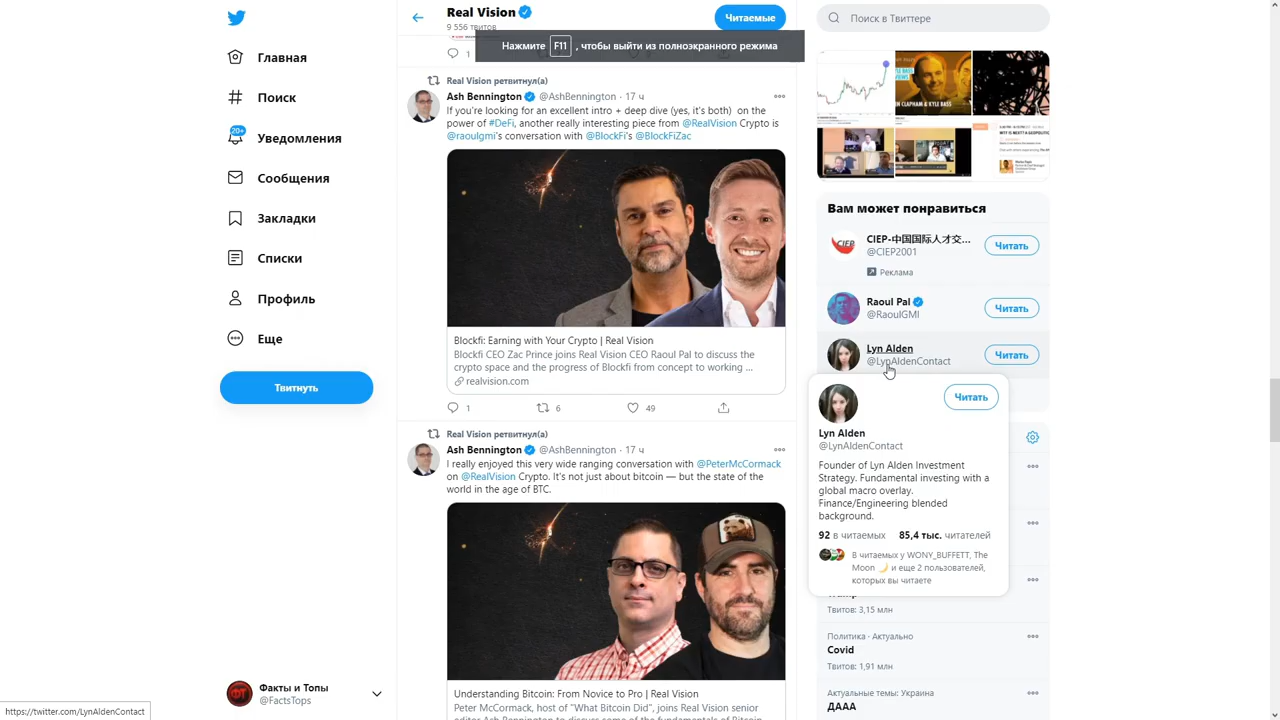 Главная
Поиск
20+
Уведомления
Сообщения
Закладки
Списки
Профиль
Еще
Твитнуть
Факты и Топы
@FactsTops
https://twitter.com/LynAldenContact
Real Vision
9 556 твитов
Читаемые
Нажмите F11 , чтобы выйти из полноэкранного режима
1
Real Vision ретвитнул(а)
Ash Bennington @AshBennington · 17 ч
If you're looking for an excellent intro + deep dive (yes, it's both) on the
power of #DeFi, another really interesting piece from @RealVision Crypto is
@raoulgmi's conversation with @BlockFi's @BlockFiZac
Blockfi: Earning with Your Crypto | Real Vision
Blockfi CEO Zac Prince joins Real Vision CEO Raoul Pal to discuss the
crypto space and the progress of Blockfi from concept to working ...
realvision.com
1 6 49
Real Vision ретвитнул(а)
Ash Bennington @AshBennington · 17 ч
I really enjoyed this very wide ranging conversation with @PeterMcCormack
on @RealVision Crypto. It's not just about bitcoin — but the state of the
world in the age of BTC.
Understanding Bitcoin: From Novice to Pro | Real Vision
Peter McCormack, host of "What Bitcoin Did", joins Real Vision senior
editor Ash Bennington to discuss some of the fundamentals of Bitcoin
Поиск в Твиттере
N CLAPHAM & KYLE BASS
Вам может понравиться
CIEP-中国国际人才交...
@CIEP2001
Читать
Реклама
Raoul Pal
@RaoulGMI
Читать
Lyn Alden
@LynAldenContact
Читать
Читать
Lyn Alden
@LynAldenContact
Founder of Lyn Alden Investment
Strategy. Fundamental investing with a
global macro overlay.
Finance/Engineering blended
background.
92 в читаемых 85,4 тыс. читателей
В читаемых у WONY_BUFFETT, The
Moon 🌙 и еще 2 пользователей,
которых вы читаете
Твитов: 3,15 млн
Политика · Актуально
Covid
Твитов: 1,91 млн
Актуальные темы: Украина
ДААА